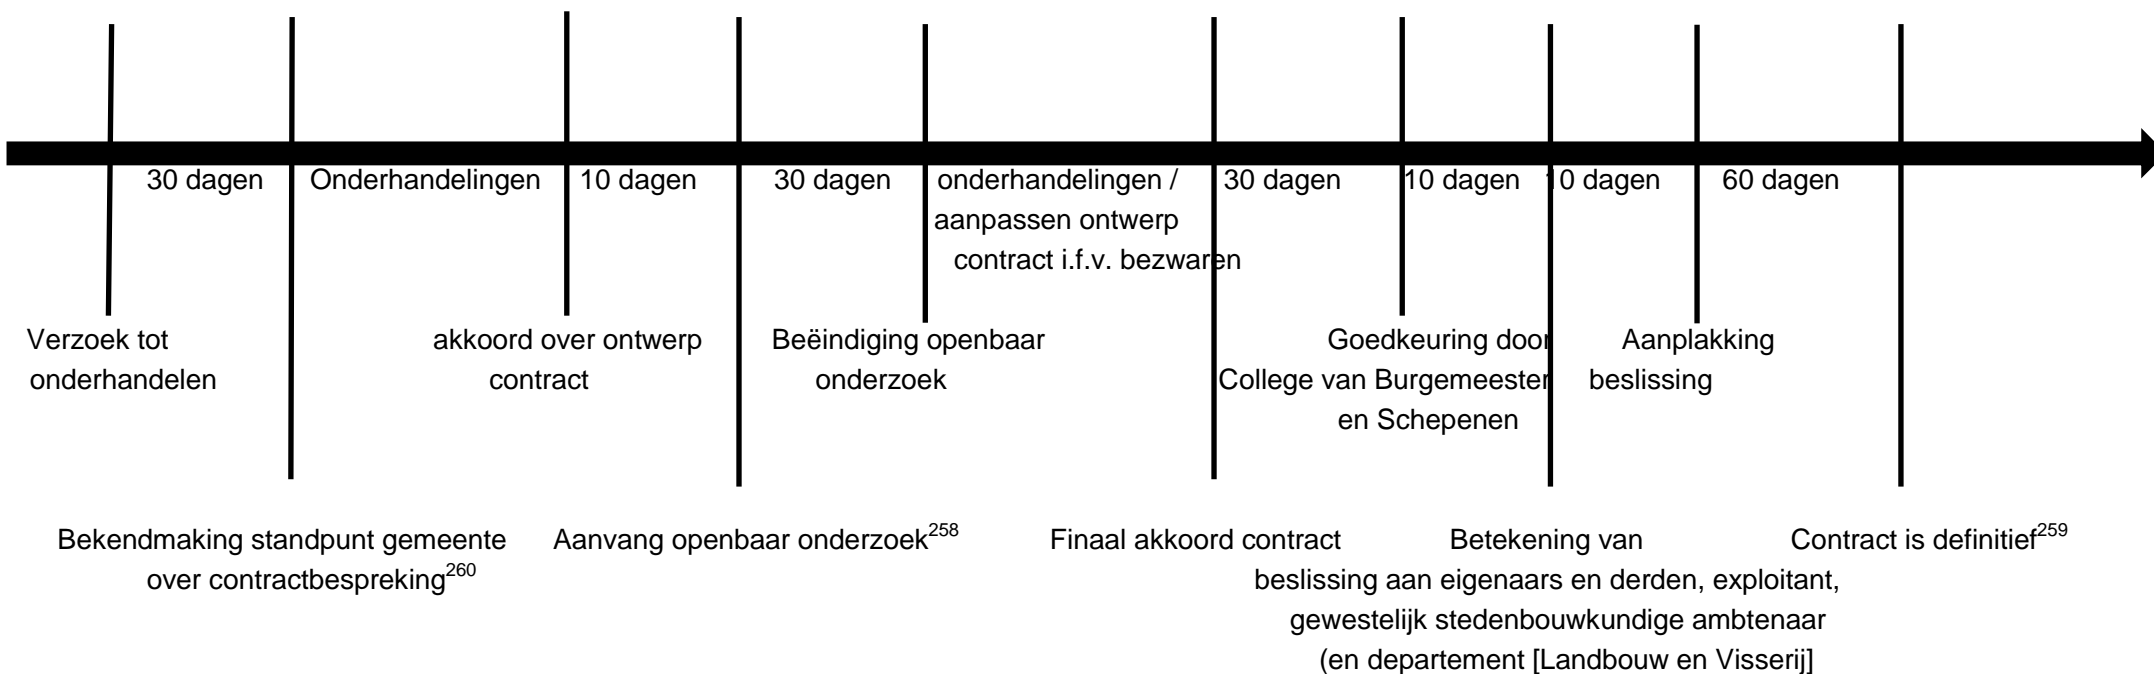 30 dagen Onderhandelingen 10 dagen 30 dagen onderhandelingen / 30 dagen 10 dagen 10 dagen 60 dagen
aanpassen ontwerp
contract i.f.v. bezwaren
Verzoek tot akkoord over ontwerp Beëindiging openbaar Goedkeuring door Aanplakking
onderhandelen contract onderzoek College van Burgemeester beslissing
en Schepenen
Bekendmaking standpunt gemeente Aanvang openbaar onderzoek258 Finaal akkoord contract Betekening van Contract is definitief259
over contractbespreking260 beslissing aan eigenaars en derden, exploitant,
gewestelijk stedenbouwkundige ambtenaar
(en departement [Landbouw en Visserij]